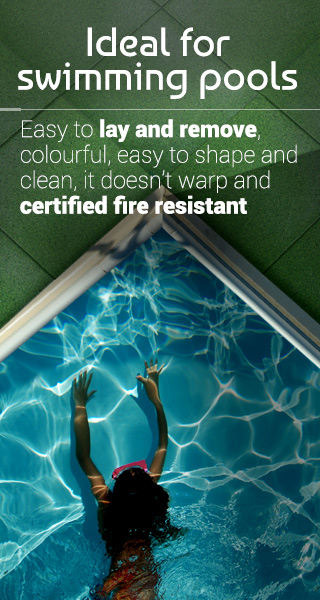 Ideal for
swimming pools
Easy to lay and remove,
colourful, easy to shape and
clean, it doesn't warp and
certified fire resistant